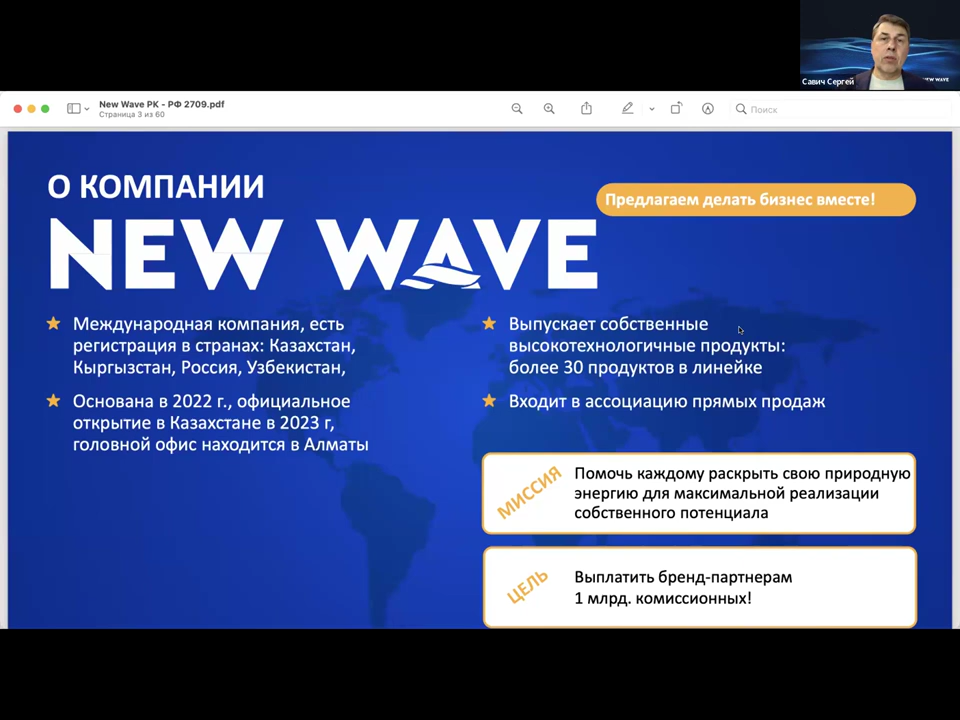 Савич Сергей
NEW WAVE
New Wave РК - РФ 2709.pdf
Страница 3 из 60
Поиск
О КОМПАНИИ
Предлагаем делать бизнес вместе!
NEW WAVE
Международная компания, есть
регистрация в странах: Казахстан,
Кыргызстан, Россия, Узбекистан,
Основана в 2022 г., официальное
открытие в Казахстане в 2023 г,
головной офис находится в Алматы
Выпускает собственные
высокотехнологичные продукты:
более 30 продуктов в линейке
Входит в ассоциацию прямых продаж
МИССИЯ
Помочь каждому раскрыть свою природную
энергию для максимальной реализации
собственного потенциала
ЦЕЛЬ
Выплатить бренд-партнерам
1 млрд. комиссионных!